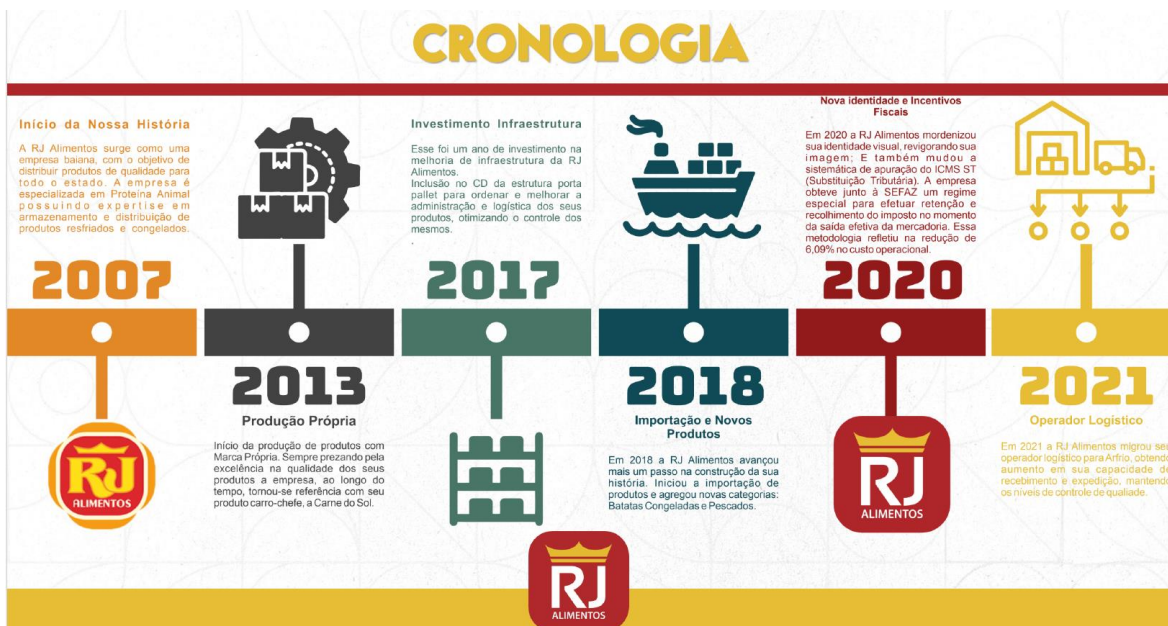 CRONOLOGIA
Início da Nossa História
A RJ Alimentos surge como uma
empresa baiana, com o objetivo de
distribuir produtos de qualidade para
todo o estado. A empresa é
especializada em Proteína Animal
possuindo expertise em
armazenamento e distribuição de
produtos resfriados e congelados.
2007
RJ
ALIMENTOS
2013
Produção Própria
Início da produção de produtos com
Marca Própria. Sempre prezando pela
excelência na qualidade dos seus
produtos a empresa, ao longo do
tempo, tornou-se referência com seu
produto carro-chefe, a Carne do Sol.
Investimento Infraestrutura
Esse foi um ano de investimento na
melhoria de infraestrutura da RJ
Alimentos.
Inclusão no CD da estrutura porta
pallet para ordenar e melhorar a
administração e logística dos seus
produtos, otimizando o controle dos
mesmos.
.
2017
2018
Importação e Novos
Produtos
Em 2018 a RJ Alimentos avançou
mais um passo na construção da sua
história. Iniciou a importação de
produtos e agregou novas categorias:
Batatas Congeladas e Pescados.
Nova identidade e Incentivos
Fiscais
Em 2020 a RJ Alimentos mordenizou
sua identidade visual, revigorando sua
imagem; E também mudou a
sistemática de apuração do ICMS ST
(Substituição Tributária). A empresa
obteve junto à SEFAZ um regime
especial para efetuar retenção e
recolhimento do imposto no momento
da saída efetiva da mercadoria. Essa
metodologia refletiu na redução de
6,09% no custo operacional.
2020
RJ
ALIMENTOS
2021
Operador Logístico
Em 2021 a RJ Alimentos migrou seu
operador logístico para Arfrio, obtendo
aumento em sua capacidade de
recebimento e expedição, mantendo
os níveis de controle de qualiade.
RJ
ALIMENTOS